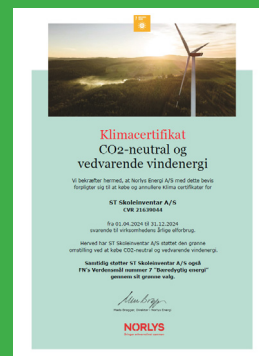 Klimacertifikat
CO2-neutral og
vedvarende vindenergi
Vi bekræfter hermed, at Norlys Energi A/S med dette bevis
forpligter sig til at købe og annullere klima certifikater for
ST Skoleinventar A/S
CVR 21639044
fra 01.04.2024 til 31.12.2024
svarende til virksomhedens årlige elforbrug.
Herved har ST Skoleinventar A/S støttet den grønne
omstilling ved at købe CO2-neutral og vedvarende vindenergi.
Samtidig støtter ST Skoleinventar A/S også
FN's Verdensmål nummer 7 "Bæredygtig energi"
gennem sit grønne valg.
NORLYS